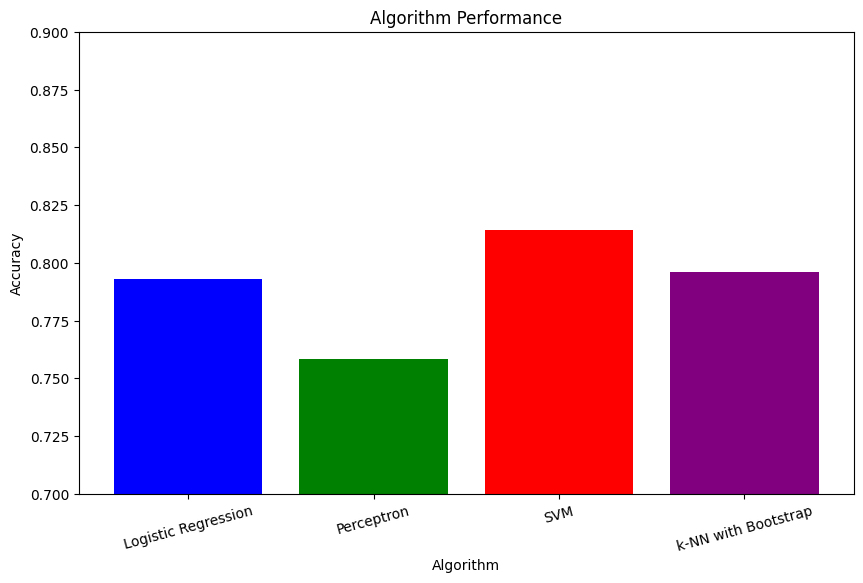 Algorithm Performance
0.900
0.875
0.850
0.825
0.800
0.775
0.750
0.725
0.700
Accuracy
Logistic Regression
Perceptron
SVM
k-NN with Bootstrap
Algorithm